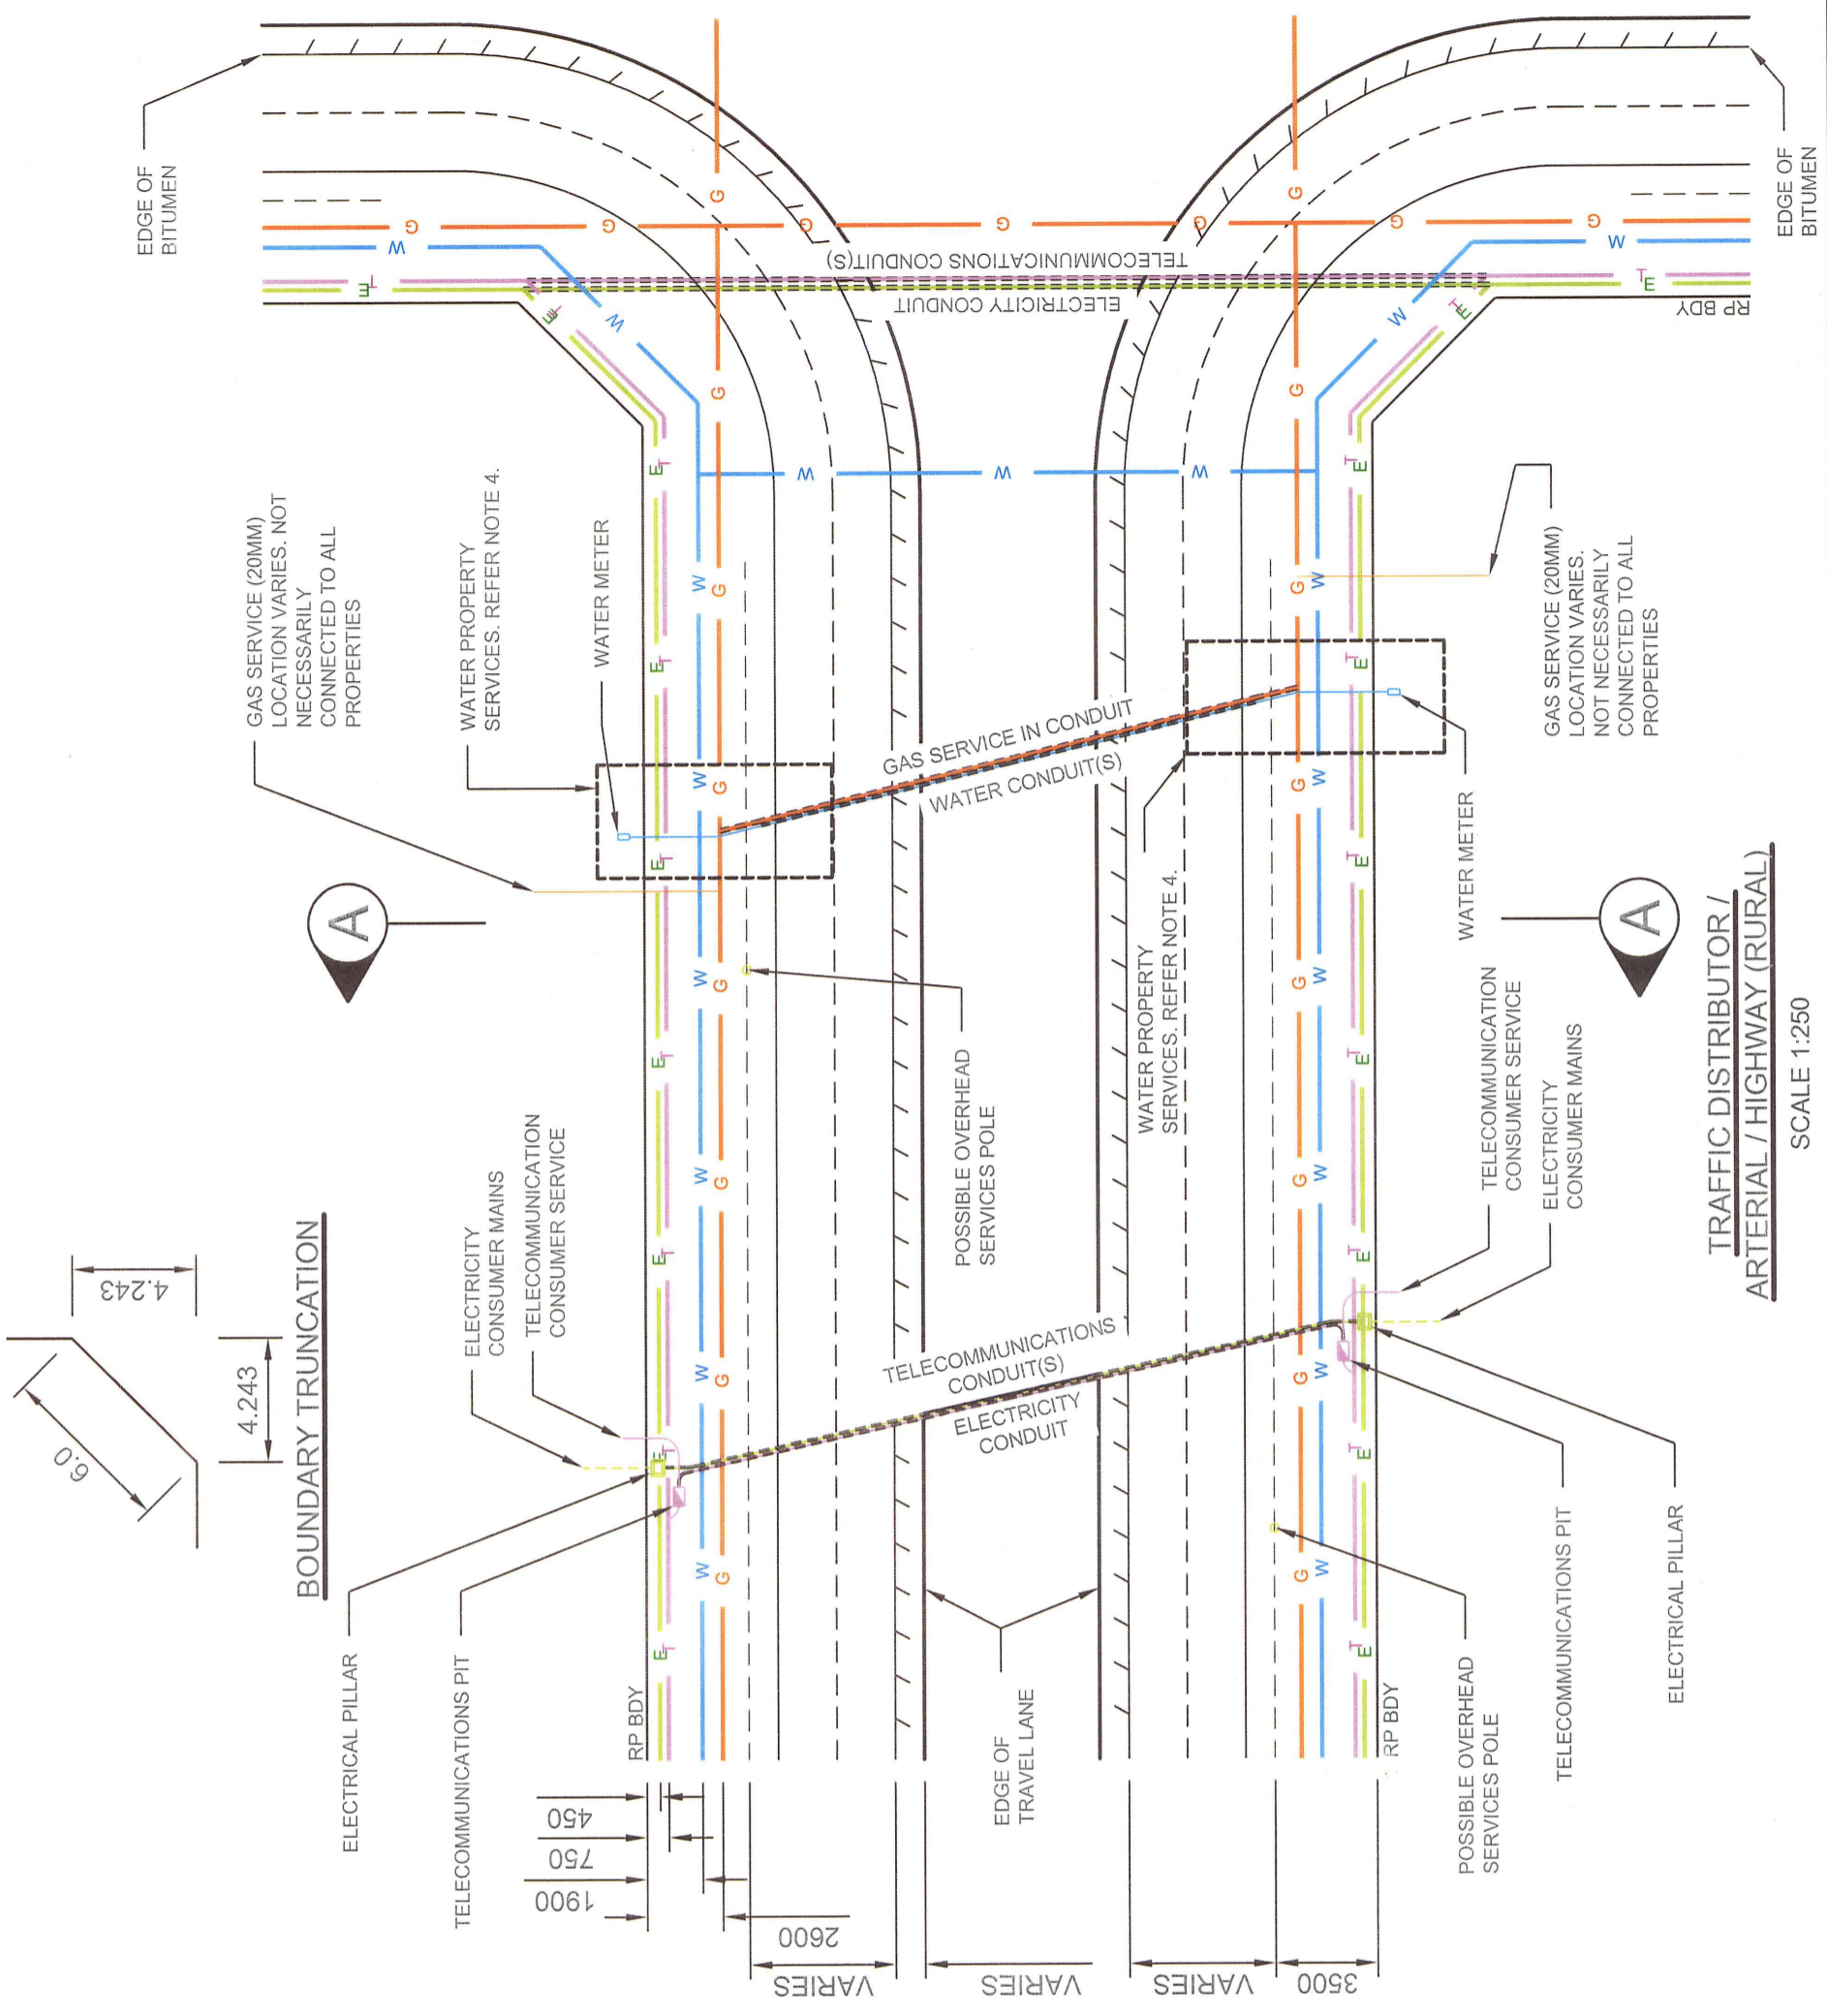 EDGE OF
BITUMEN
GAS SERVICE (20MM)
LOCATION VARIES. NOT
NECESSARILY
CONNECTED TO ALL
PROPERTIES
WATER PROPERTY
SERVICES. REFER NOTE 4.
WATER METER
A
4.243
4.243
6.0
BOUNDARY TRUNCATION
ELECTRICITY
CONSUMER MAINS
TELECOMMUNICATION
CONSUMER SERVICE
ELECTRICAL PILLAR
TELECOMMUNICATIONS PIT
RP BDY
450
750
1900
2600
VARIES
VARIES
VARIES
3500
TELECOMMUNICATIONS CONDUIT(S)
ELECTRICITY CONDUIT
GAS SERVICE IN CONDUIT
WATER CONDUIT(S)
POSSIBLE OVERHEAD
SERVICES POLE
TELECOMMUNICATIONS
CONDUIT(S)
ELECTRICITY
CONDUIT
EDGE OF
TRAVEL LANE
WATER PROPERTY
SERVICES. REFER NOTE 4.
RP BDY
EDGE OF
BITUMEN
GAS SERVICE (20MM)
LOCATION VARIES.
NOT NECESSARILY
CONNECTED TO ALL
PROPERTIES
WATER METER
A
TELECOMMUNICATION
CONSUMER SERVICE
ELECTRICITY
CONSUMER MAINS
RP BDY
POSSIBLE OVERHEAD
SERVICES POLE
TELECOMMUNICATIONS PIT
ELECTRICAL PILLAR
TRAFFIC DISTRIBUTOR /
ARTERIAL / HIGHWAY (RURAL)
SCALE 1:250
E T E T E T E T E T E T E T E T E T
W W W W W W W W W W W
G G G G G G G G G G
G G G G G G G
G G G G G G G G G G
W W W W W W W W W
E T E T E T E T E T E T E T E T E T